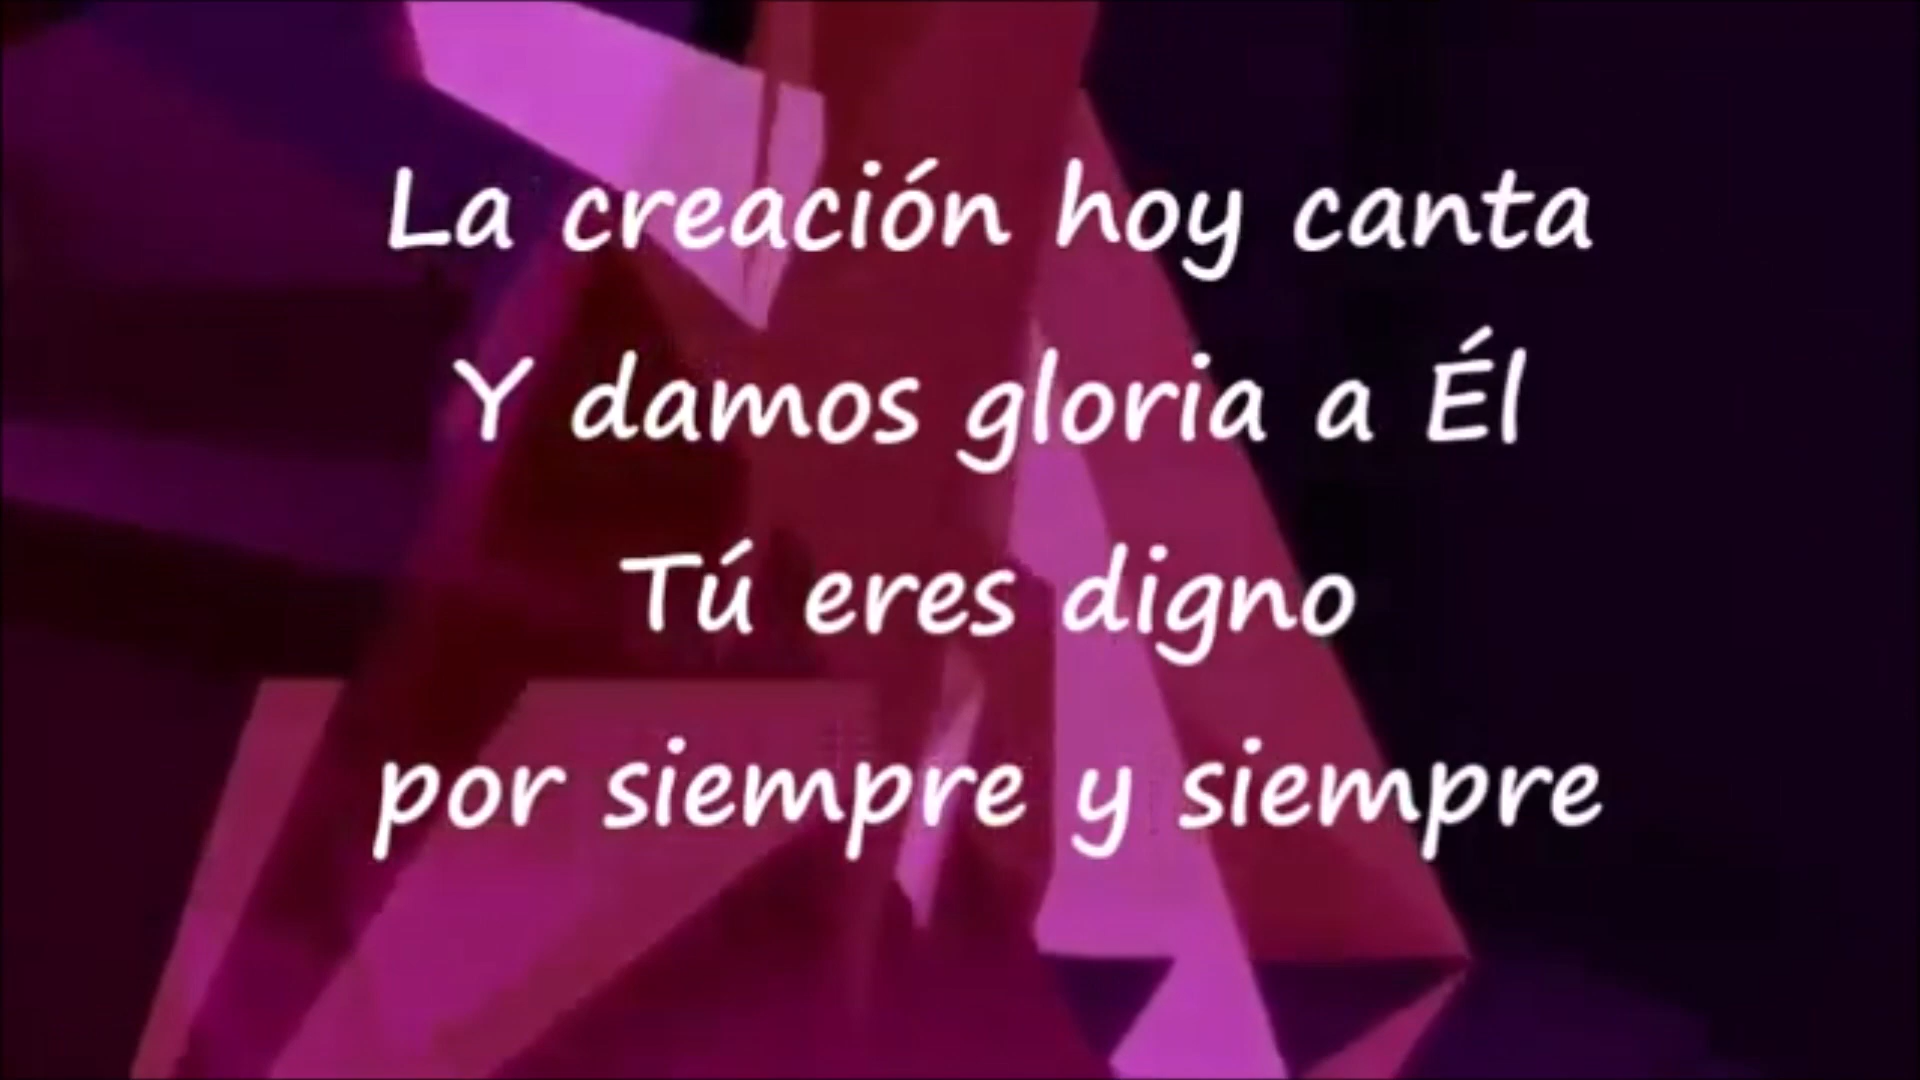 La creación hoy canta
Y damos gloria a Él
Tú eres digno
por siempre y siempre